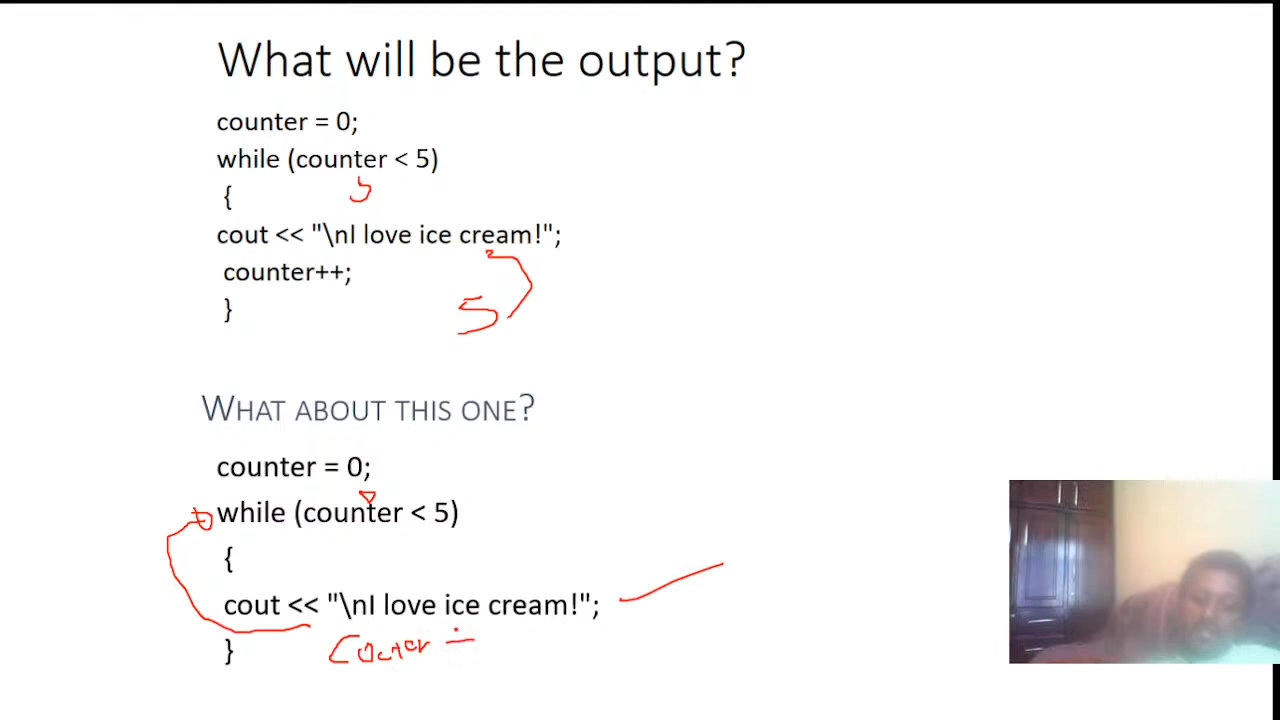 What will be the output?
counter = 0;
while (counter < 5)
5
{
cout << "\nI love ice cream!";
counter++;
5
}
WHAT ABOUT THIS ONE?
counter = 0;
while (counter < 5)
{
cout << "\nI love ice cream!";
}